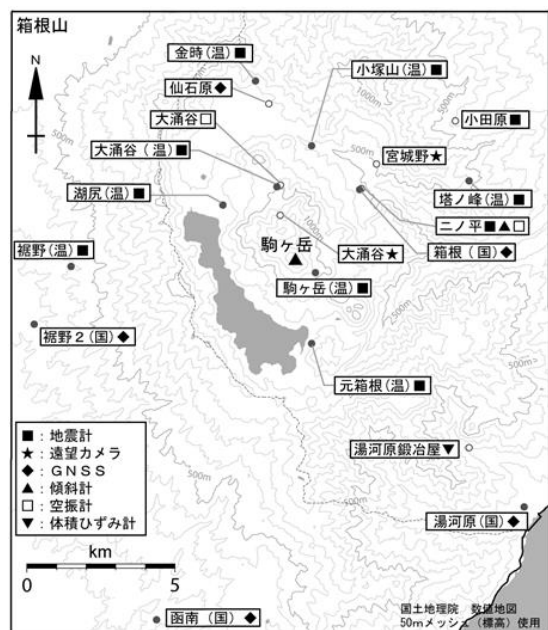 箱根山
N
金時(温)■
小塚山(温)■
仙石原◆
大涌谷□
小田原■
大涌谷(温)■
宮城野★
湖尻(温)■
塔ノ峰(温)■
二ノ平■▲□
駒ヶ岳
大涌谷★
箱根(国)◆
裾野(温)■
駒ヶ岳(温)■
裾野2(国)◆
元箱根(温)■
500m
1000m
500m
1000m
500m
500m
500m
■:地震計
★:遠望カメラ
◆:GNSS
▲:傾斜計
□:空振計
▼:体積ひずみ計
湯河原鍛冶屋▼
湯河原(国)◆
km
0 5
函南(国)◆
国土地理院 数値地図
50mメッシュ(標高)使用